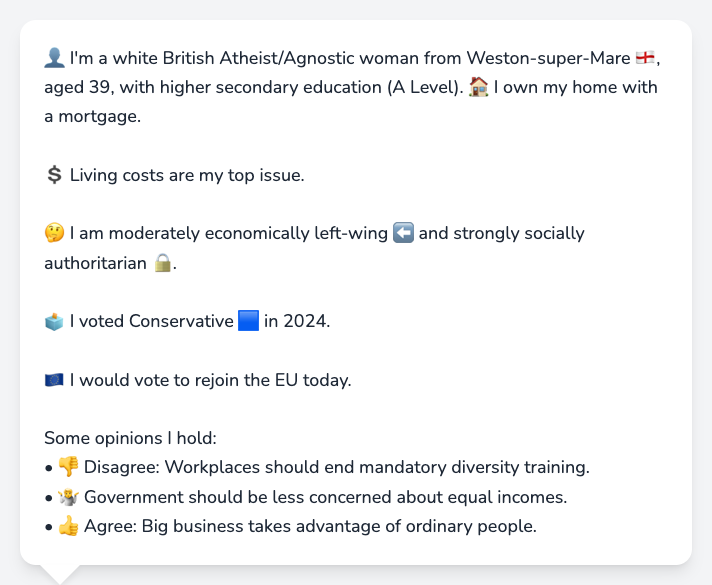 👤 I'm a white British Atheist/Agnostic woman from Weston-super-Mare 🏴󠁧󠁢󠁥󠁮󠁧󠁿,
aged 39, with higher secondary education (A Level). 🏠 I own my home with
a mortgage.
💲 Living costs are my top issue.
🤔 I am moderately economically left-wing ⬅️ and strongly socially
authoritarian 🔒.
🗳️ I voted Conservative 🟦 in 2024.
🇪🇺 I would vote to rejoin the EU today.
Some opinions I hold:
• 👎 Disagree: Workplaces should end mandatory diversity training.
• 🤷 Government should be less concerned about equal incomes.
• 👍 Agree: Big business takes advantage of ordinary people.